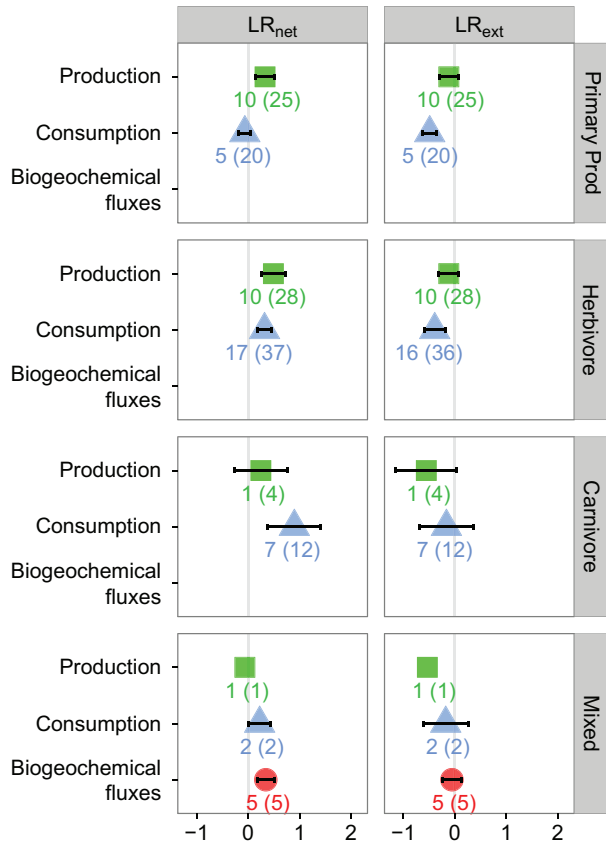 LRnet LRext
Primary Prod
Production
10 (25) 10 (25)
Consumption
5 (20) 5 (20)
Biogeochemical
fluxes
Herbivore
Production
10 (28) 10 (28)
Consumption
17 (37) 16 (36)
Biogeochemical
fluxes
Carnivore
Production
1 (4) 1 (4)
Consumption
7 (12) 7 (12)
Biogeochemical
fluxes
Mixed
Production
1 (1) 1 (1)
Consumption
2 (2) 2 (2)
Biogeochemical
fluxes
5 (5) 5 (5)
−1 0 1 2 −1 0 1 2